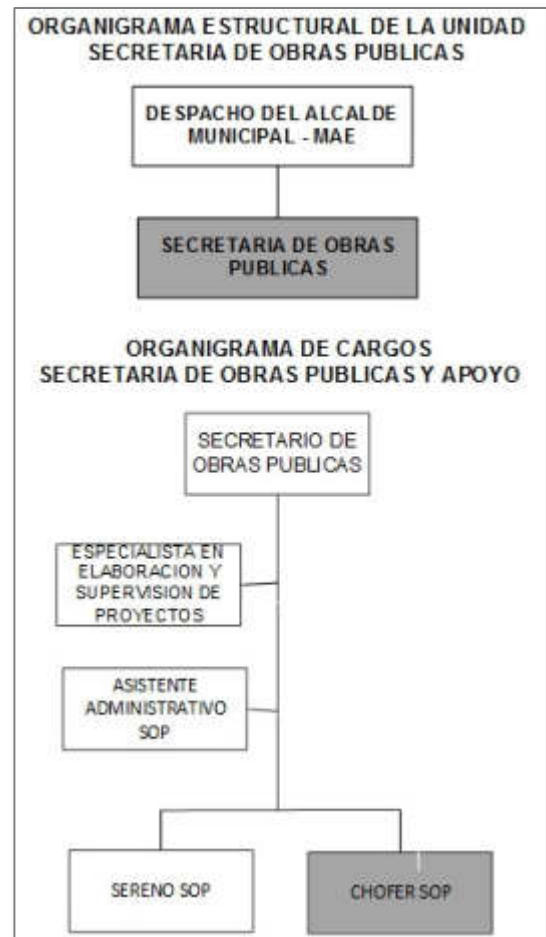 ORGANIGRAMA ESTRUCTURAL DE LA UNIDAD
SECRETARIA DE OBRAS PUBLICAS
DESPACHO DEL ALCALDE
MUNICIPAL - MAE
SECRETARIA DE OBRAS
PUBLICAS
ORGANIGRAMA DE CARGOS
SECRETARIA DE OBRAS PUBLICAS Y APOYO
SECRETARIO DE
OBRAS PUBLICAS
ESPECIALISTA EN
ELABORACION Y
SUPERVISION DE
PROYECTOS
ASISTENTE
ADMINISTRATIVO
SOP
SERENO SOP
CHOFER SOP